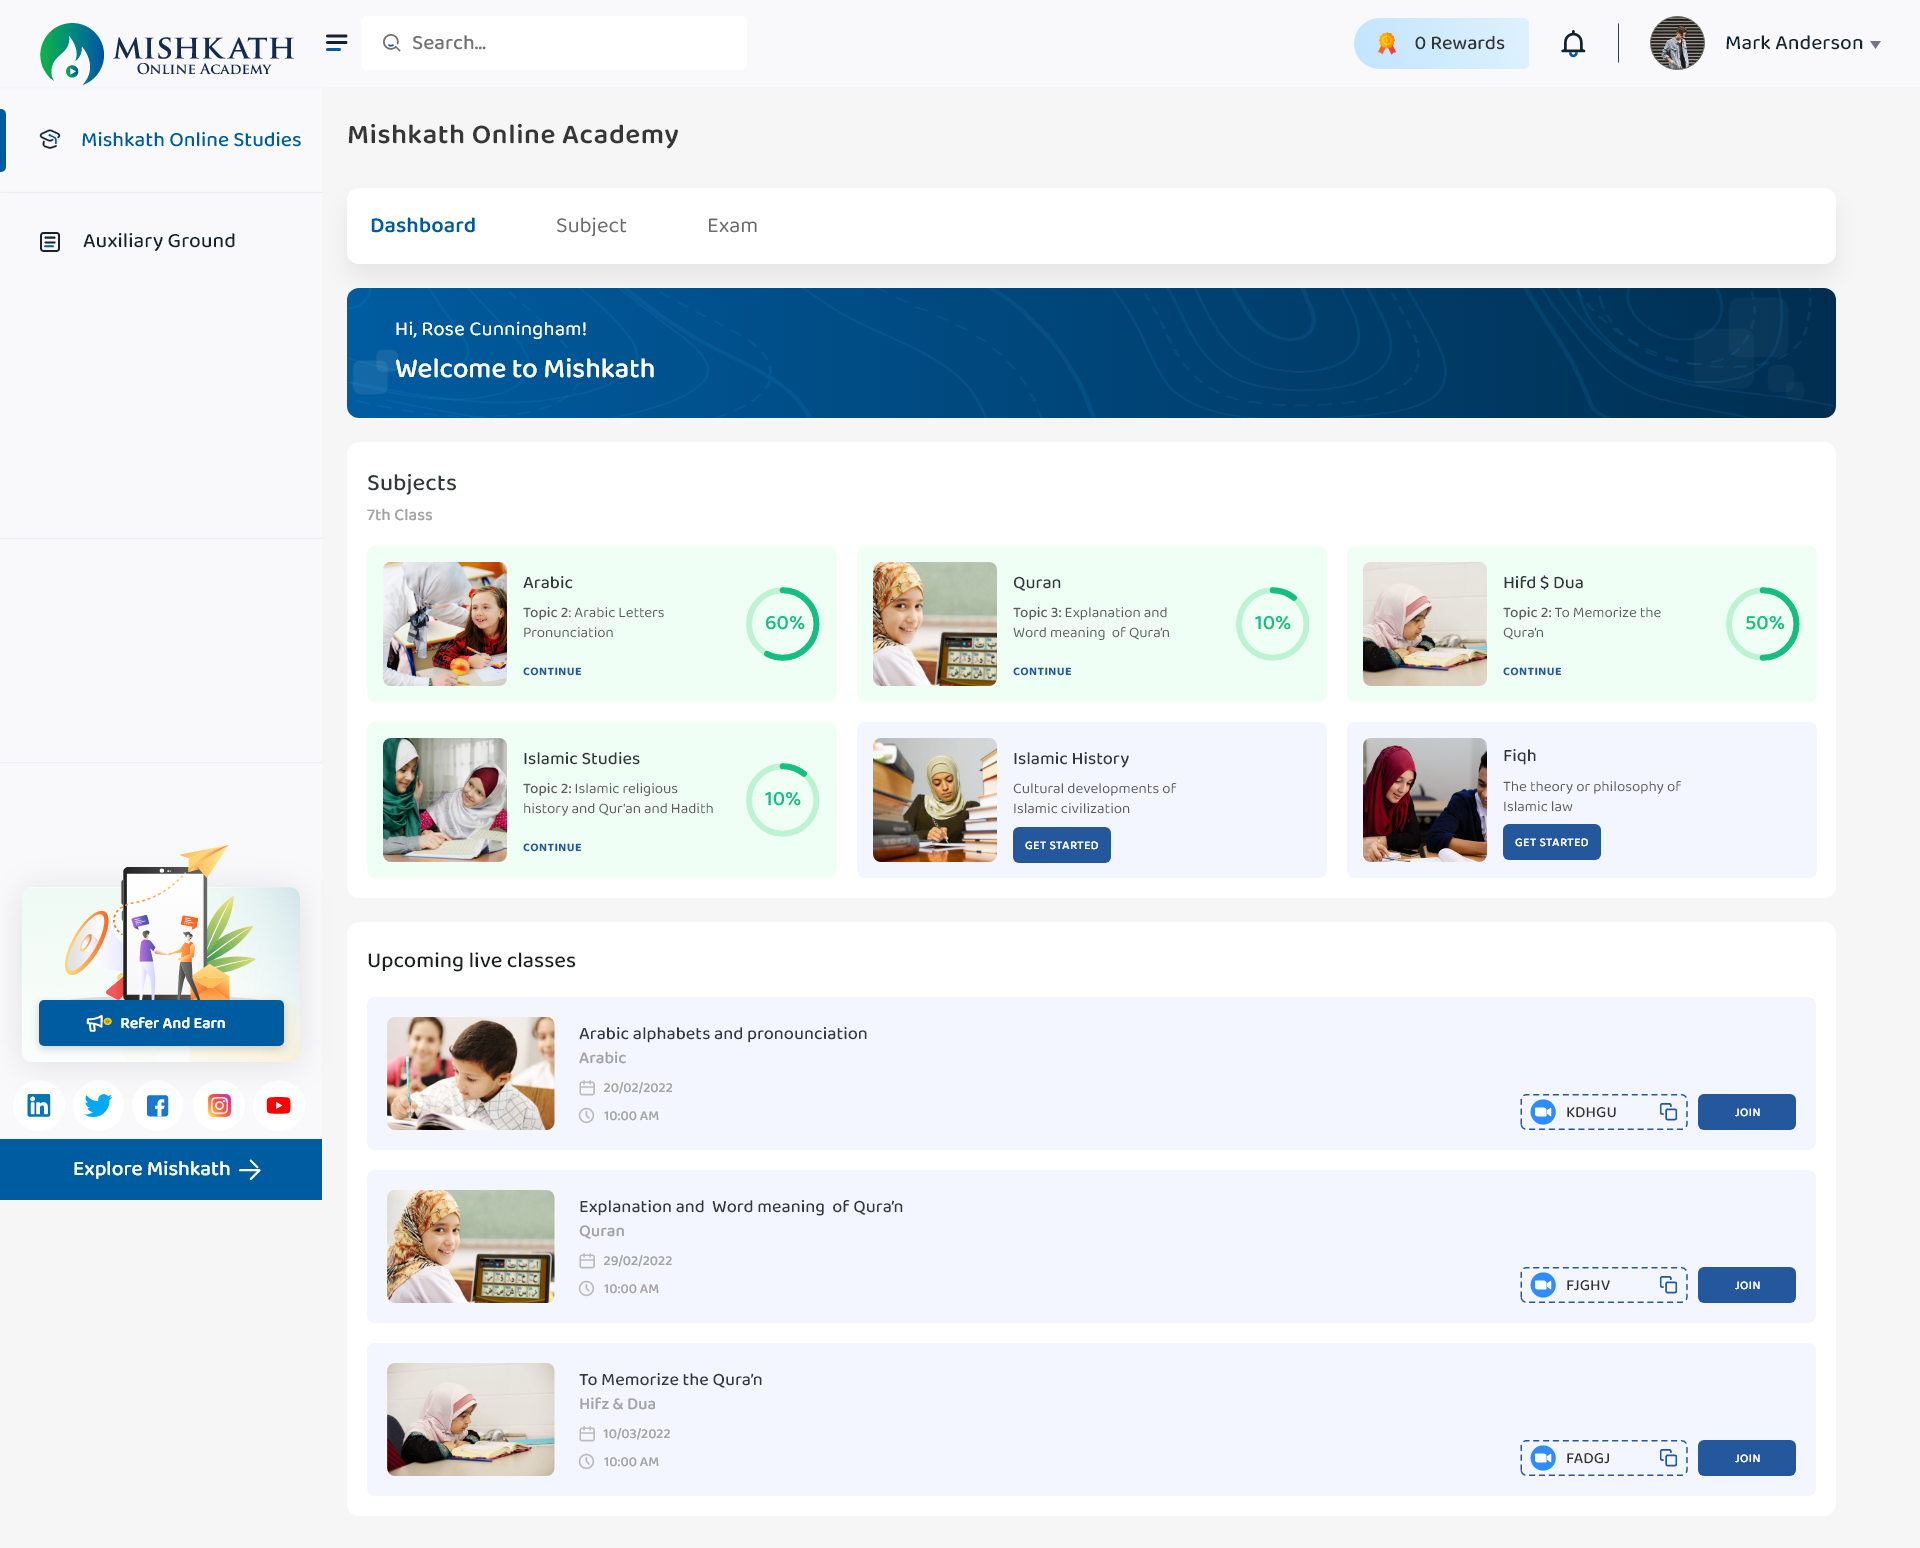 MISHKATH
ONLINE ACADEMY
Search...
0 Rewards
Mark Anderson
Mishkath Online Studies
Auxiliary Ground
Refer And Earn
Explore Mishkath
Mishkath Online Academy
Dashboard
Subject
Exam
Hi, Rose Cunningham!
Welcome to Mishkath
Subjects
7th Class
Arabic
Topic 2: Arabic Letters
Pronunciation
CONTINUE
60%
Quran
Topic 3: Explanation and
Word meaning  of Qura’n
CONTINUE
10%
Hifd $ Dua
Topic 2: To Memorize the
Qura’n
CONTINUE
50%
Islamic Studies
Topic 2: Islamic religious
history and Qur'an and Hadith
CONTINUE
10%
Islamic History
Cultural developments of
Islamic civilization
GET STARTED
Fiqh
The theory or philosophy of
Islamic law
GET STARTED
Upcoming live classes
Arabic alphabets and pronounciation
Arabic
20/02/2022
10:00 AM
KDHGU
JOIN
Explanation and  Word meaning  of Qura’n
Quran
29/02/2022
10:00 AM
FJGHV
JOIN
To Memorize the Qura’n
Hifz & Dua
10/03/2022
10:00 AM
FADGJ
JOIN